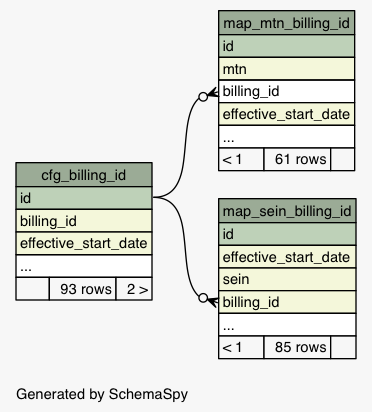 map_mtn_billing_id
id
mtn
billing_id
effective_start_date
...
< 1 61 rows
cfg_billing_id
id
billing_id
effective_start_date
...
93 rows 2 >
map_sein_billing_id
id
effective_start_date
sein
billing_id
...
< 1 85 rows
Generated by SchemaSpy